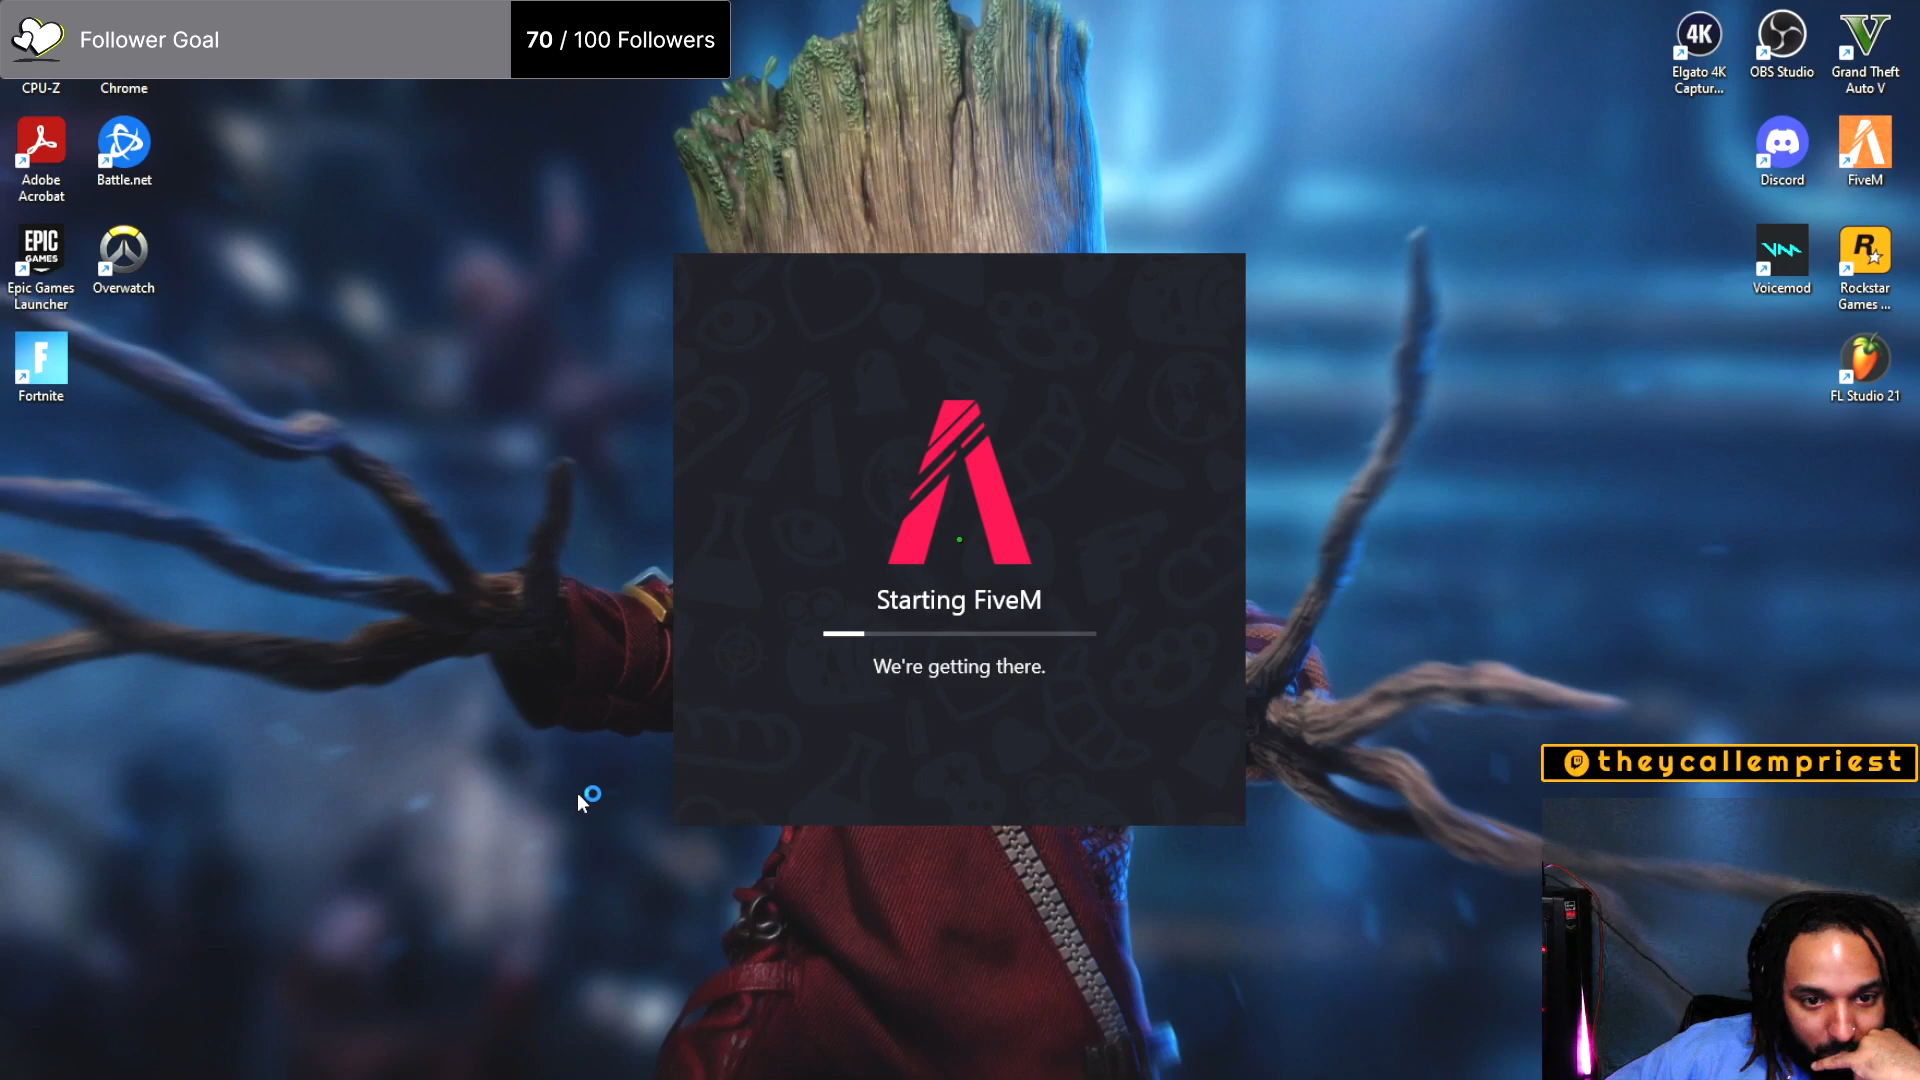 Follower Goal
70 / 100 Followers
CPU-Z
Chrome
Adobe
Acrobat
Battle.net
EPIC
GAMES
Epic Games
Launcher
Overwatch
F
Fortnite
4K
Elgato 4K
Captur...
OBS Studio
V
Grand Theft
Auto V
Discord
FiveM
Voicemod
R
Rockstar
Games ...
FL Studio 21
Starting FiveM
We're getting there.
theycallempriest